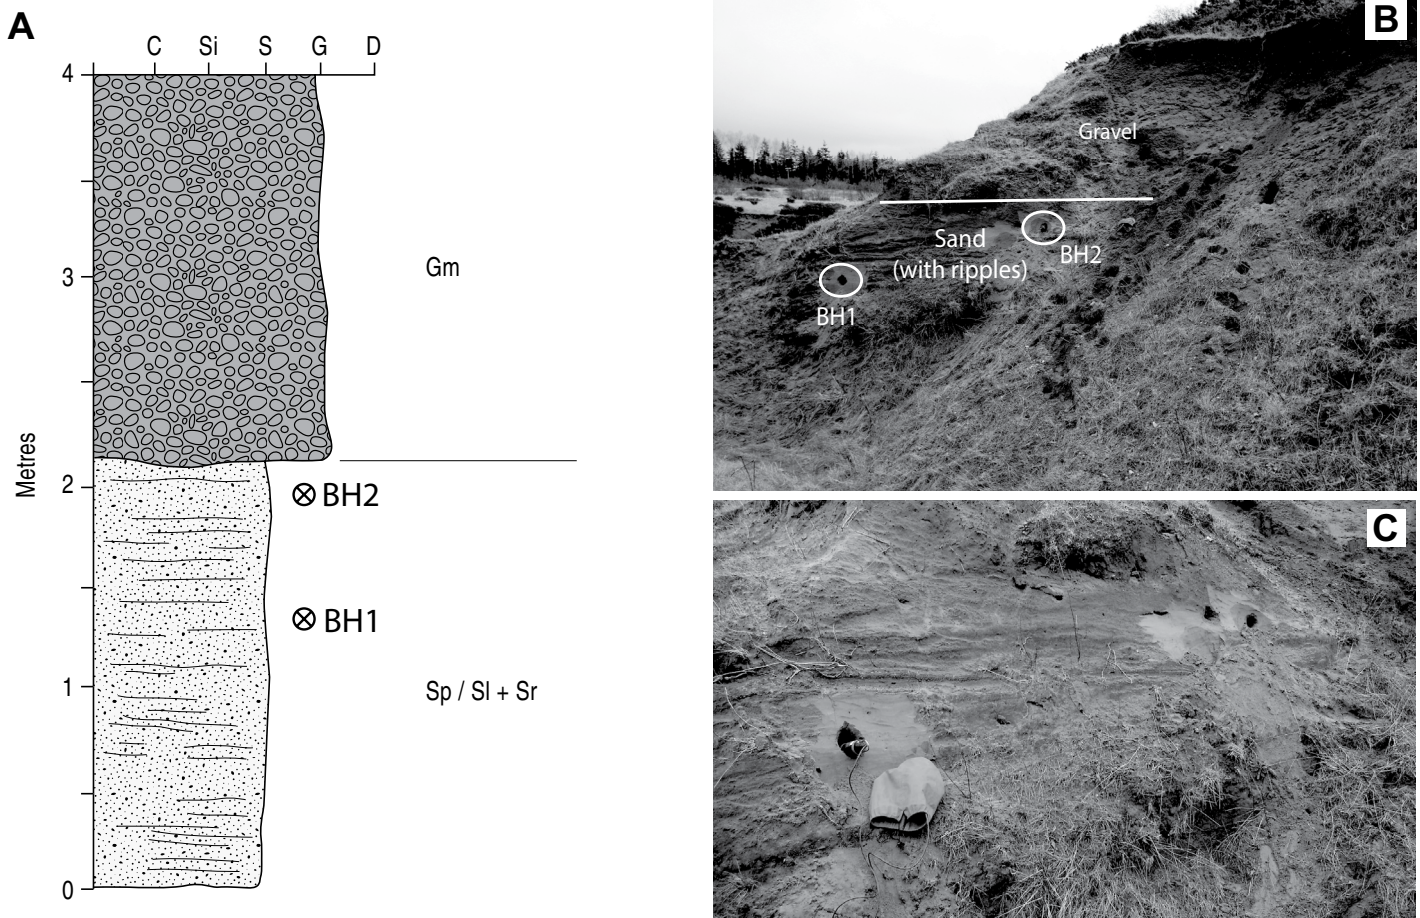 A
C Si S G D
4
3
2
1
0
Metres
Gm
BH2
BH1
Sp / Sl + Sr
B
Gravel
Sand
(with ripples)
BH2
BH1
C